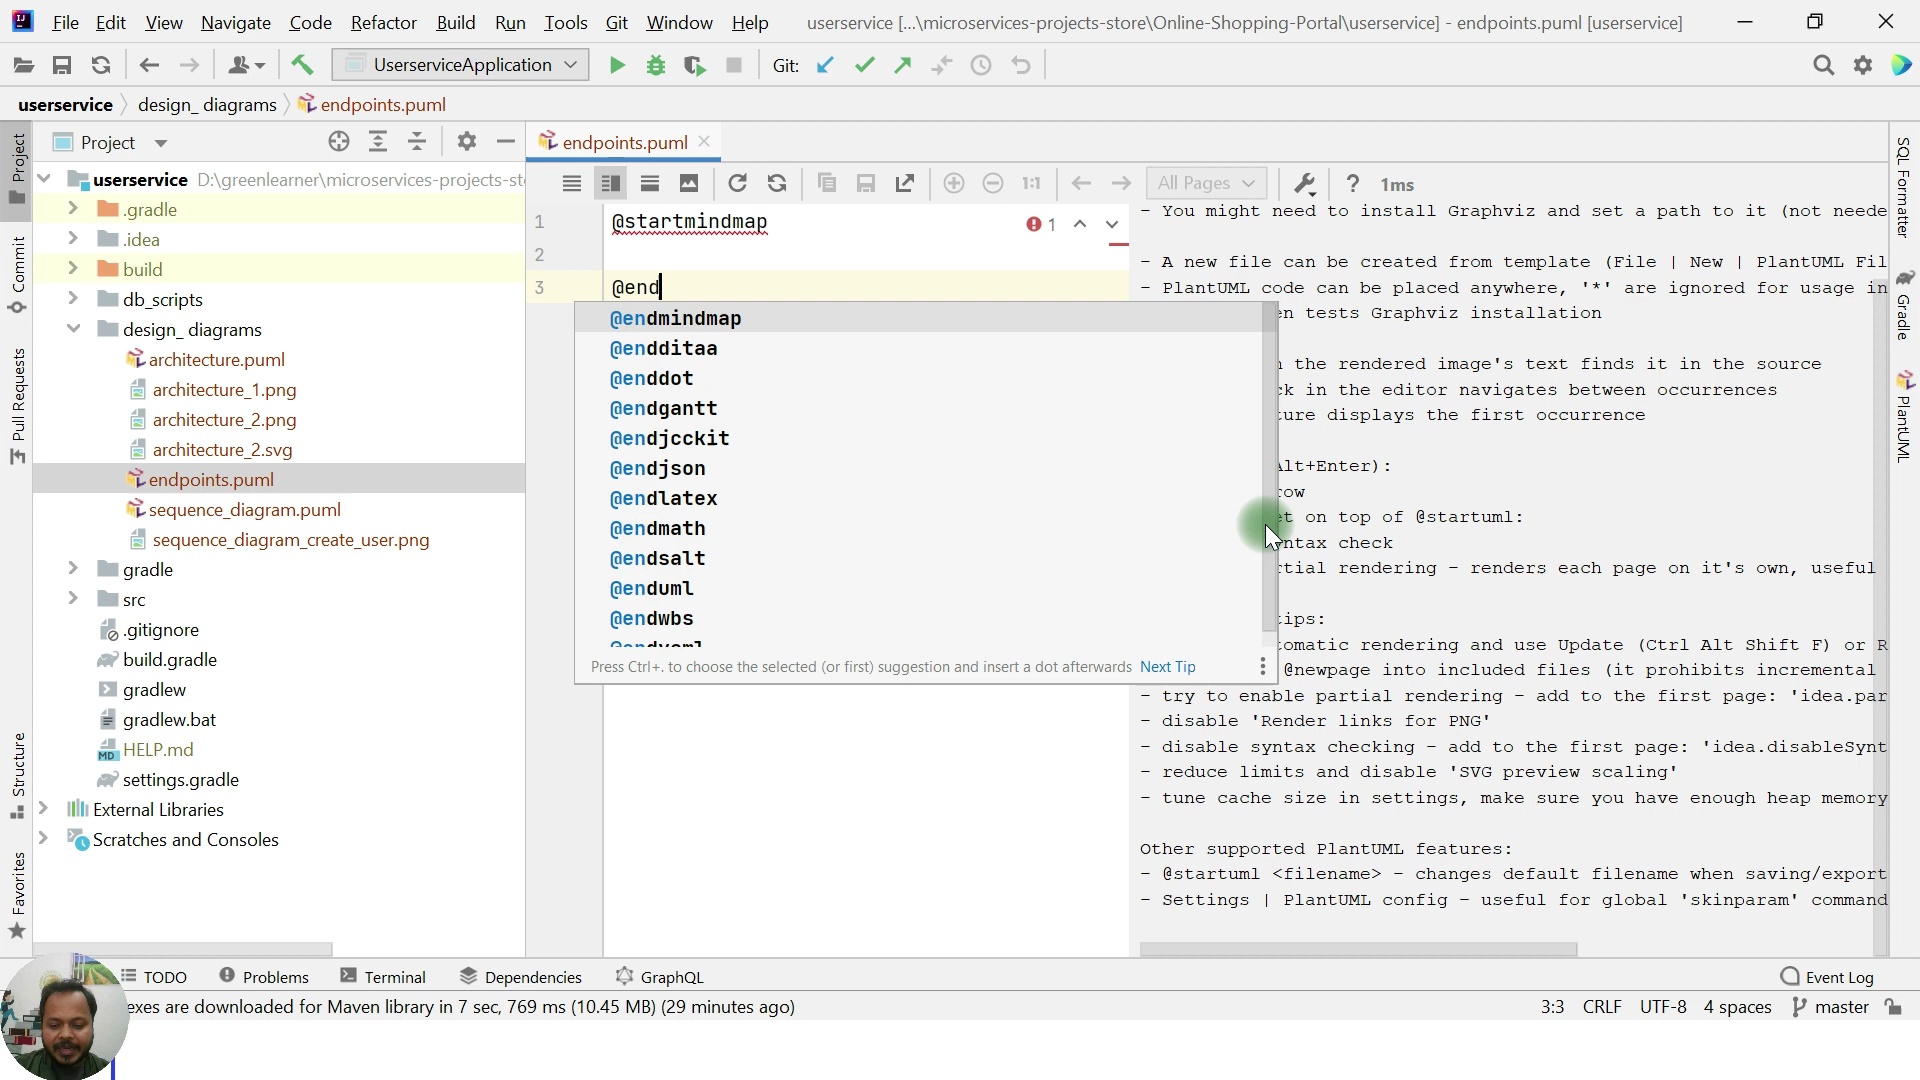 File Edit View Navigate Code Refactor Build Run Tools Git Window Help userservice [...\microservices-projects-store\Online-Shopping-Portal\userservice] - endpoints.puml [userservice]
UserserviceApplication Git:
userservice design_ diagrams endpoints.puml
Project
endpoints.puml
userservice D:\greenlearner\microservices-projects-st
All Pages ? 1ms
.gradle
.idea
build
db_scripts
design_ diagrams
architecture.puml
architecture_1.png
architecture_2.png
architecture_2.svg
endpoints.puml
sequence_diagram.puml
sequence_diagram_create_user.png
gradle
src
.gitignore
build.gradle
gradlew
gradlew.bat
HELP.md
settings.gradle
External Libraries
Scratches and Consoles
Project
Commit
Pull Requests
Structure
Favorites
1 @startmindmap 1
2
3 @end
@endmindmap
@endditaa
@enddot
@endgantt
@endjcckit
@endjson
@endlatex
@endmath
@endsalt
@enduml
@endwbs
Press Ctrl+. to choose the selected (or first) suggestion and insert a dot afterwards Next Tip
- You might need to install Graphviz and set a path to it (not neede
- A new file can be created from template (File | New | PlantUML Fil
- PlantUML code can be placed anywhere, '*' are ignored for usage in
en tests Graphviz installation
the rendered image's text finds it in the source
ck in the editor navigates between occurrences
ture displays the first occurrence
Alt+Enter):
row
et on top of @startuml:
ntax check
rtial rendering - renders each page on it's own, useful
tips:
tomatic rendering and use Update (Ctrl Alt Shift F) or R
@newpage into included files (it prohibits incremental
- try to enable partial rendering - add to the first page: 'idea.par
- disable 'Render links for PNG'
- disable syntax checking - add to the first page: 'idea.disableSynt
- reduce limits and disable 'SVG preview scaling'
- tune cache size in settings, make sure you have enough heap memory
Other supported PlantUML features:
- @startuml <filename> - changes default filename when saving/export
- Settings | PlantUML config - useful for global 'skinparam' command
SQL Formatter
Gradle
PlantUML
TODO Problems Terminal Dependencies GraphQL Event Log
exes are downloaded for Maven library in 7 sec, 769 ms (10.45 MB) (29 minutes ago) 3:3 CRLF UTF-8 4 spaces master